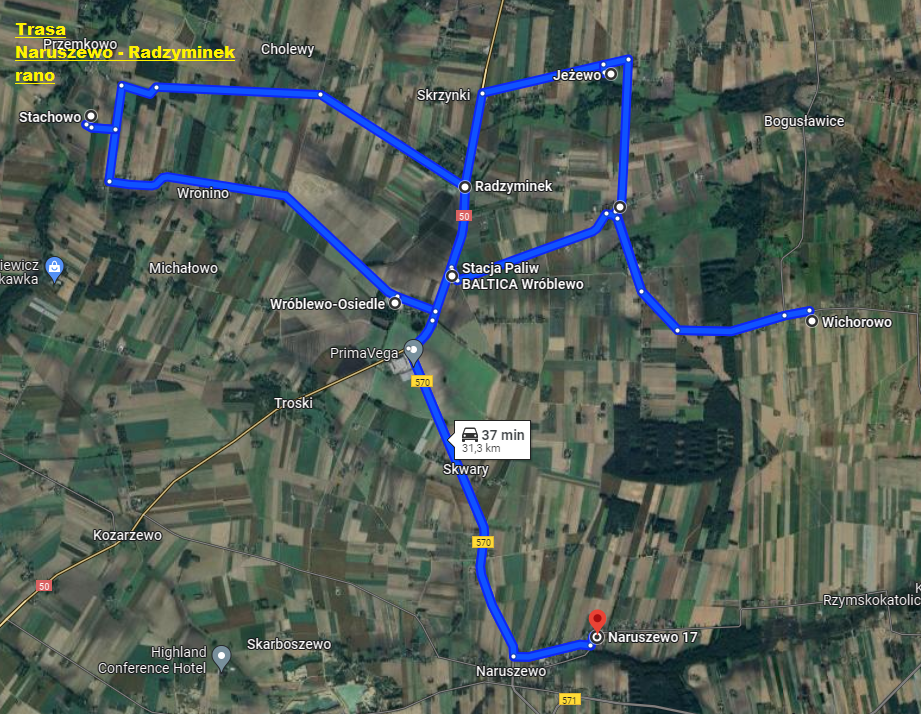 Trasa
Przemkowo
Naruszewo - Radzyminek
Cholewy
rano
Jeżewo
Skrzynki
Stachowo
Bogusławice
Radzyminek
Wronino
50
iewicz
kawka
Michałowo
Stacja Paliw
BALTICA Wróblewo
Wróblewo-Osiedle
Wichorowo
PrimaVega
570
Troski
37 min
31,3 km
Skwary
Kozarzewo
570
50
K
Rzymskokatolic
Naruszewo 17
Skarboszewo
Highland
Conference Hotel
Naruszewo
571